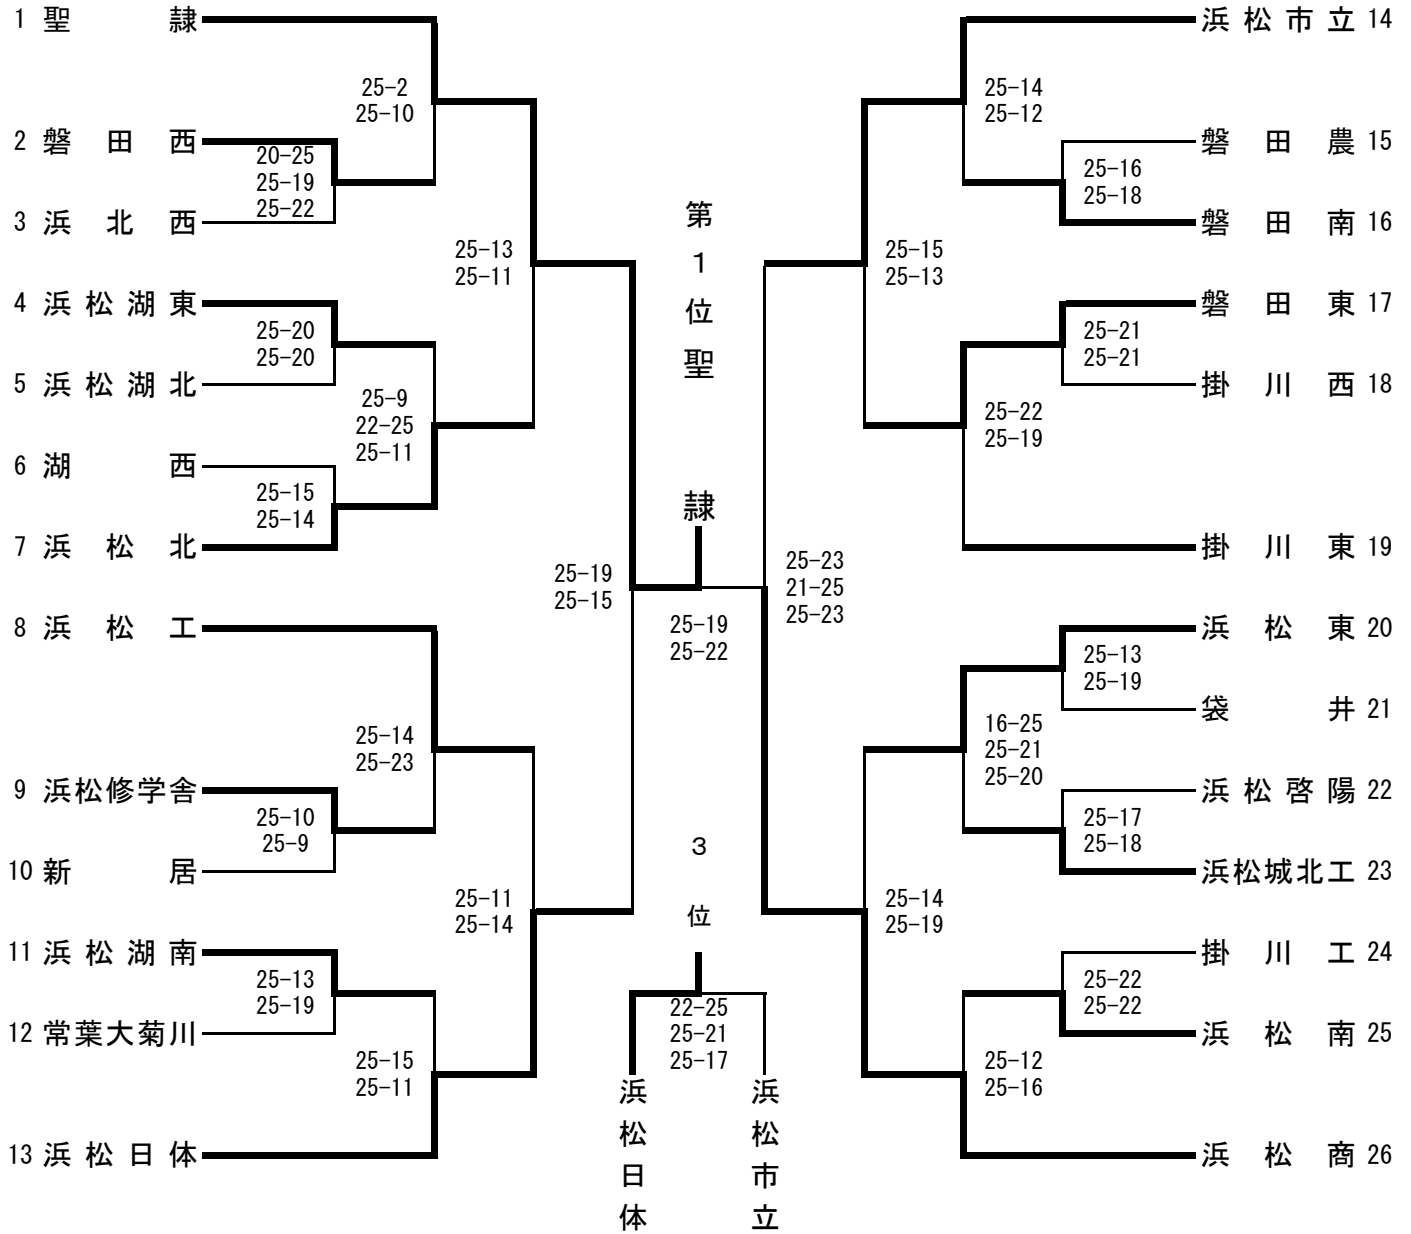 1 聖隷
25-2
25-10
2 磐田西
20-25
25-19
25-22
3 浜北西
25-13
25-11
4 浜松湖東
25-20
25-20
5 浜松湖北
25-9
22-25
25-11
6 湖西
25-15
25-14
7 浜松北
25-19
25-15
8 浜松工
25-14
25-23
9 浜松修学舎
25-10
25-9
10 新居
25-11
25-14
11 浜松湖南
25-13
25-19
12 常葉大菊川
25-15
25-11
13 浜松日体
第1位聖隷
25-19
25-22
3位
22-25
25-21
25-17
浜松日体
浜松市立
浜松市立 14
25-14
25-12
磐田農 15
25-16
25-18
磐田南 16
25-15
25-13
磐田東 17
25-21
25-21
掛川西 18
25-22
25-19
掛川東 19
25-23
21-25
25-23
浜松東 20
25-13
25-19
袋井 21
16-25
25-21
25-20
浜松啓陽 22
25-17
25-18
浜松城北工 23
25-14
25-19
掛川工 24
25-22
25-22
浜松南 25
25-12
25-16
浜松商 26